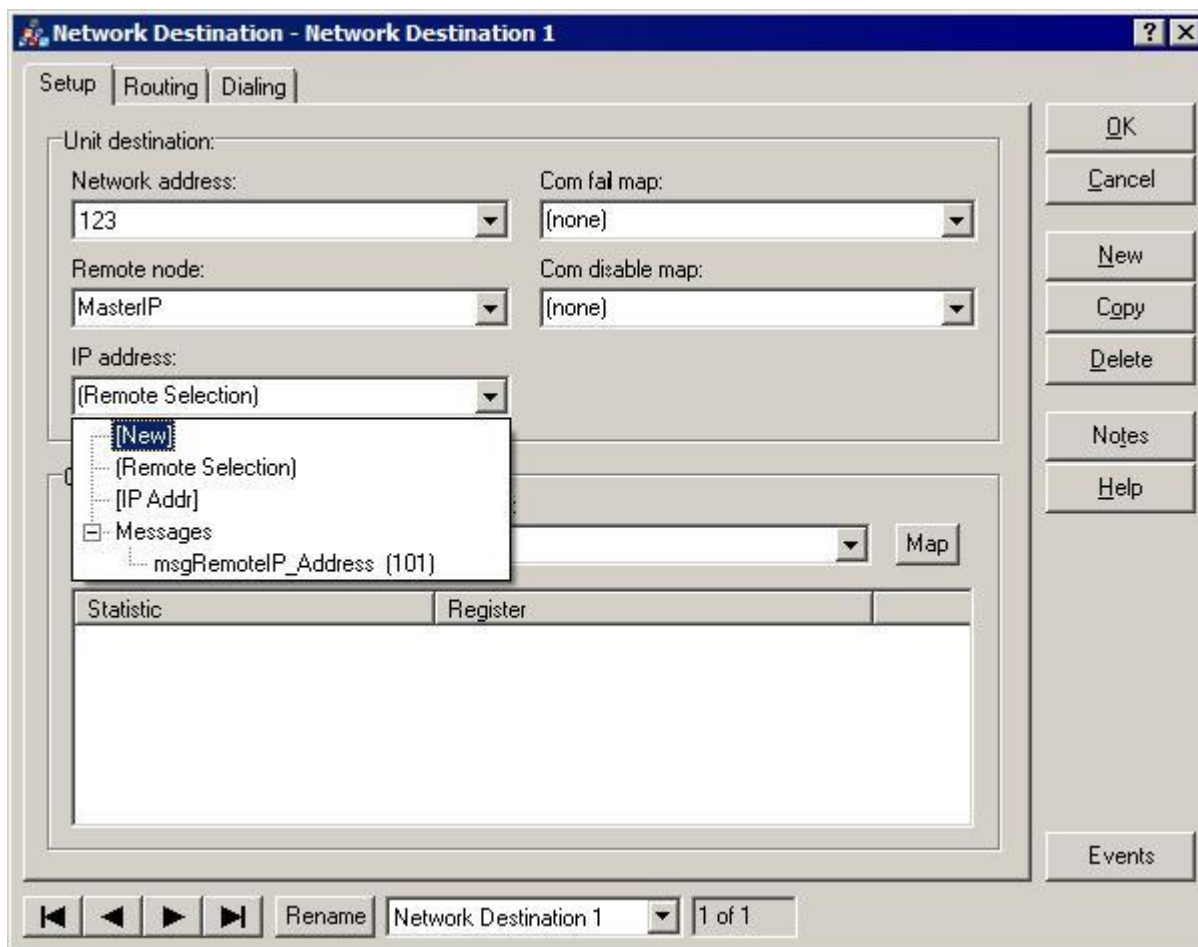 Network Destination - Network Destination 1
Setup Routing Dialing
Unit destination:
Network address:
123
Com fail map:
(none)
Remote node:
MasterIP
Com disable map:
(none)
IP address:
(Remote Selection)
[New]
(Remote Selection)
[IP Addr]
Messages
msgRemoteIP_Address (101)
Map
Statistic Register
OK
Cancel
New
Copy
Delete
Notes
Help
Events
Rename Network Destination 1 1 of 1